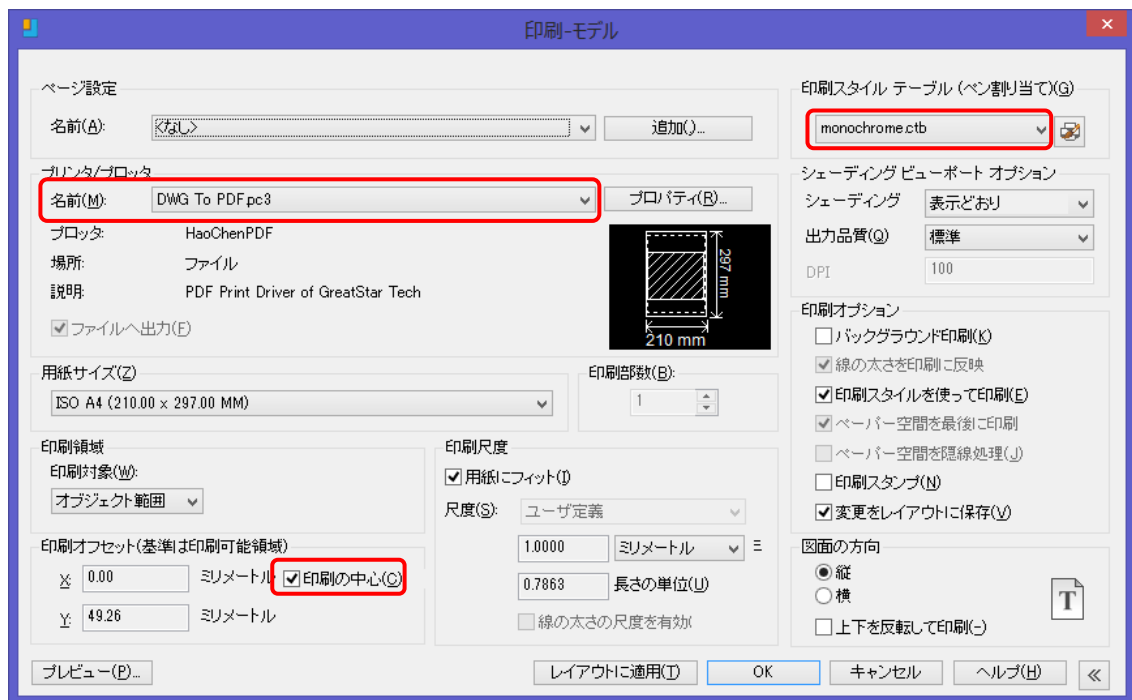 印刷-モデル
ページ設定
名前(A):
<なし>
追加()...
プリンタ/プロッタ
名前(M):
DWG To PDF.pc3
プロパティ(R)...
プロッタ:
HaoChenPDF
場所:
ファイル
説明:
PDF Print Driver of GreatStar Tech
ファイルへ出力(F)
297 mm
210 mm
用紙サイズ(Z)
ISO A4 (210.00 x 297.00 MM)
印刷部数(B):
1
印刷領域
印刷対象(W):
オブジェクト範囲
印刷オフセット(基準は印刷可能領域)
X:
0.00
ミリメートル
印刷の中心(C)
Y:
49.26
ミリメートル
印刷尺度
用紙にフィット(I)
尺度(S):
ユーザ定義
1.0000
ミリメートル
0.7863
長さの単位(U)
線の太さの尺度を有効
印刷スタイル テーブル (ペン割り当て)(G)
monochrome.ctb
シェーディング ビューポート オプション
シェーディング
表示どおり
出力品質(Q)
標準
DPI
100
印刷オプション
バックグラウンド印刷(K)
線の太さを印刷に反映
印刷スタイルを使って印刷(E)
ペーパー空間を最後に印刷
ペーパー空間を隠線処理(J)
印刷スタンプ(N)
変更をレイアウトに保存(V)
図面の方向
縦
横
上下を反転して印刷(-)
T
プレビュー(P)...
レイアウトに適用(T)
OK
キャンセル
ヘルプ(H)